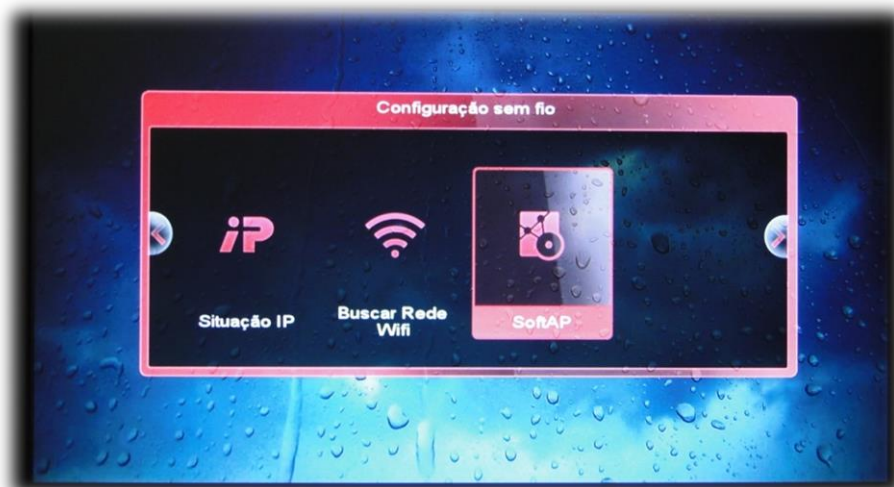 Configuração sem fio
iP
Situação IP
Buscar Rede
Wifi
SoftAP